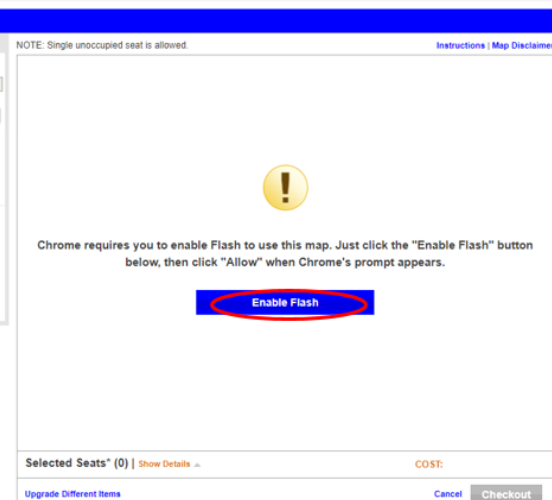 NOTE: Single unoccupied seat is allowed. Instructions | Map Disclaimer
!
Chrome requires you to enable Flash to use this map. Just click the "Enable Flash" button
below, then click "Allow" when Chrome's prompt appears.
Enable Flash
Selected Seats* (0) | Show Details COST:
Upgrade Different Items Cancel Checkout